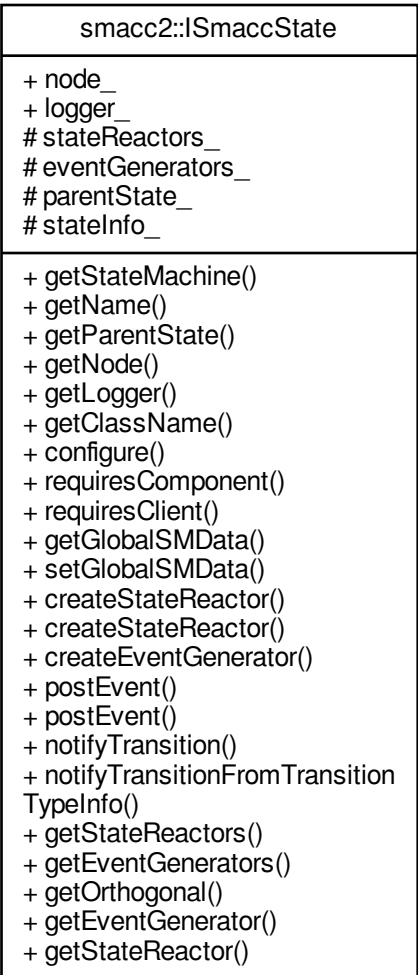 smacc2::ISmaccState
+ node_
+ logger_
# stateReactors_
# eventGenerators_
# parentState_
# stateInfo_
+ getStateMachine()
+ getName()
+ getParentState()
+ getNode()
+ getLogger()
+ getClassName()
+ configure()
+ requiresComponent()
+ requiresClient()
+ getGlobalSMData()
+ setGlobalSMData()
+ createStateReactor()
+ createStateReactor()
+ createEventGenerator()
+ postEvent()
+ postEvent()
+ notifyTransition()
+ notifyTransitionFromTransition
TypeInfo()
+ getStateReactors()
+ getEventGenerators()
+ getOrthogonal()
+ getEventGenerator()
+ getStateReactor()